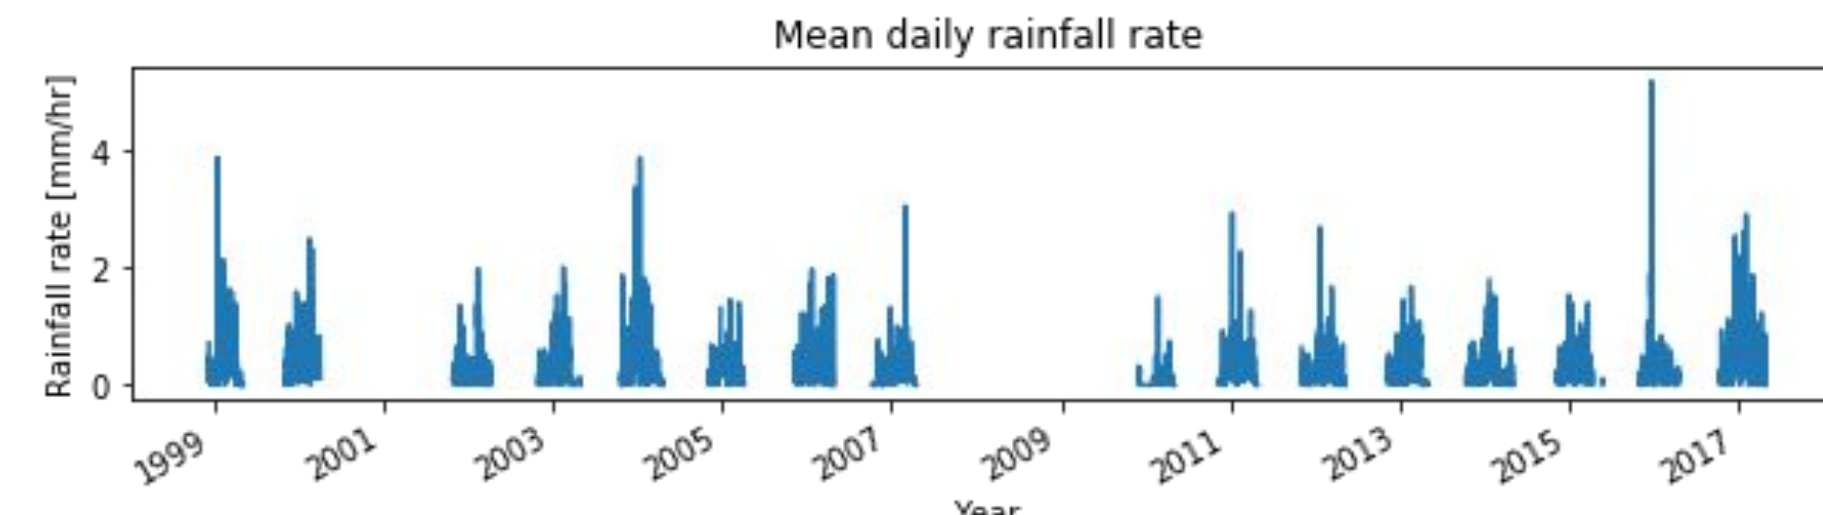 Mean daily rainfall rate
Rainfall rate [mm/hr]
4
2
0
1999 2001 2003 2005 2007 2009 2011 2013 2015 2017
Year